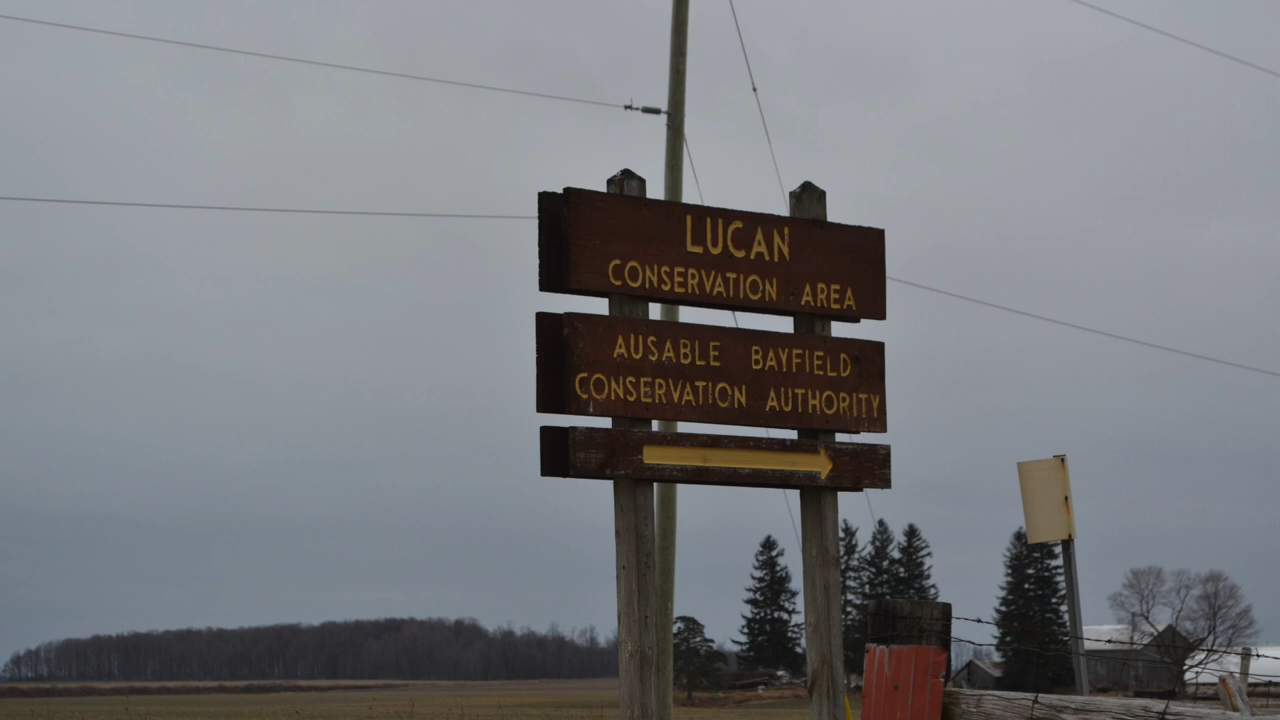 LUCAN
CONSERVATION AREA
AUSABLE BAYFIELD
CONSERVATION AUTHORITY